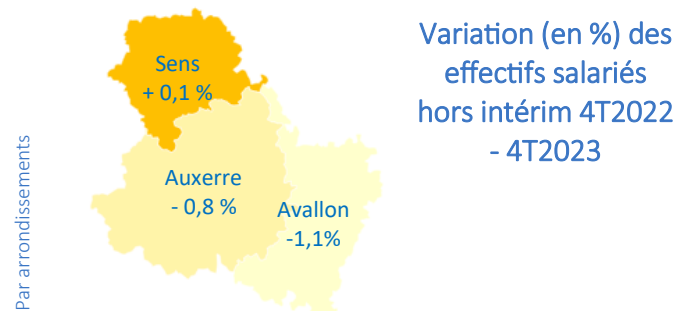 Variation (en %) des
effectifs salariés
hors intérim 4T2022
- 4T2023
Par arrondissements
Sens
+ 0,1 %
Auxerre
- 0,8 %
Avallon
-1,1%